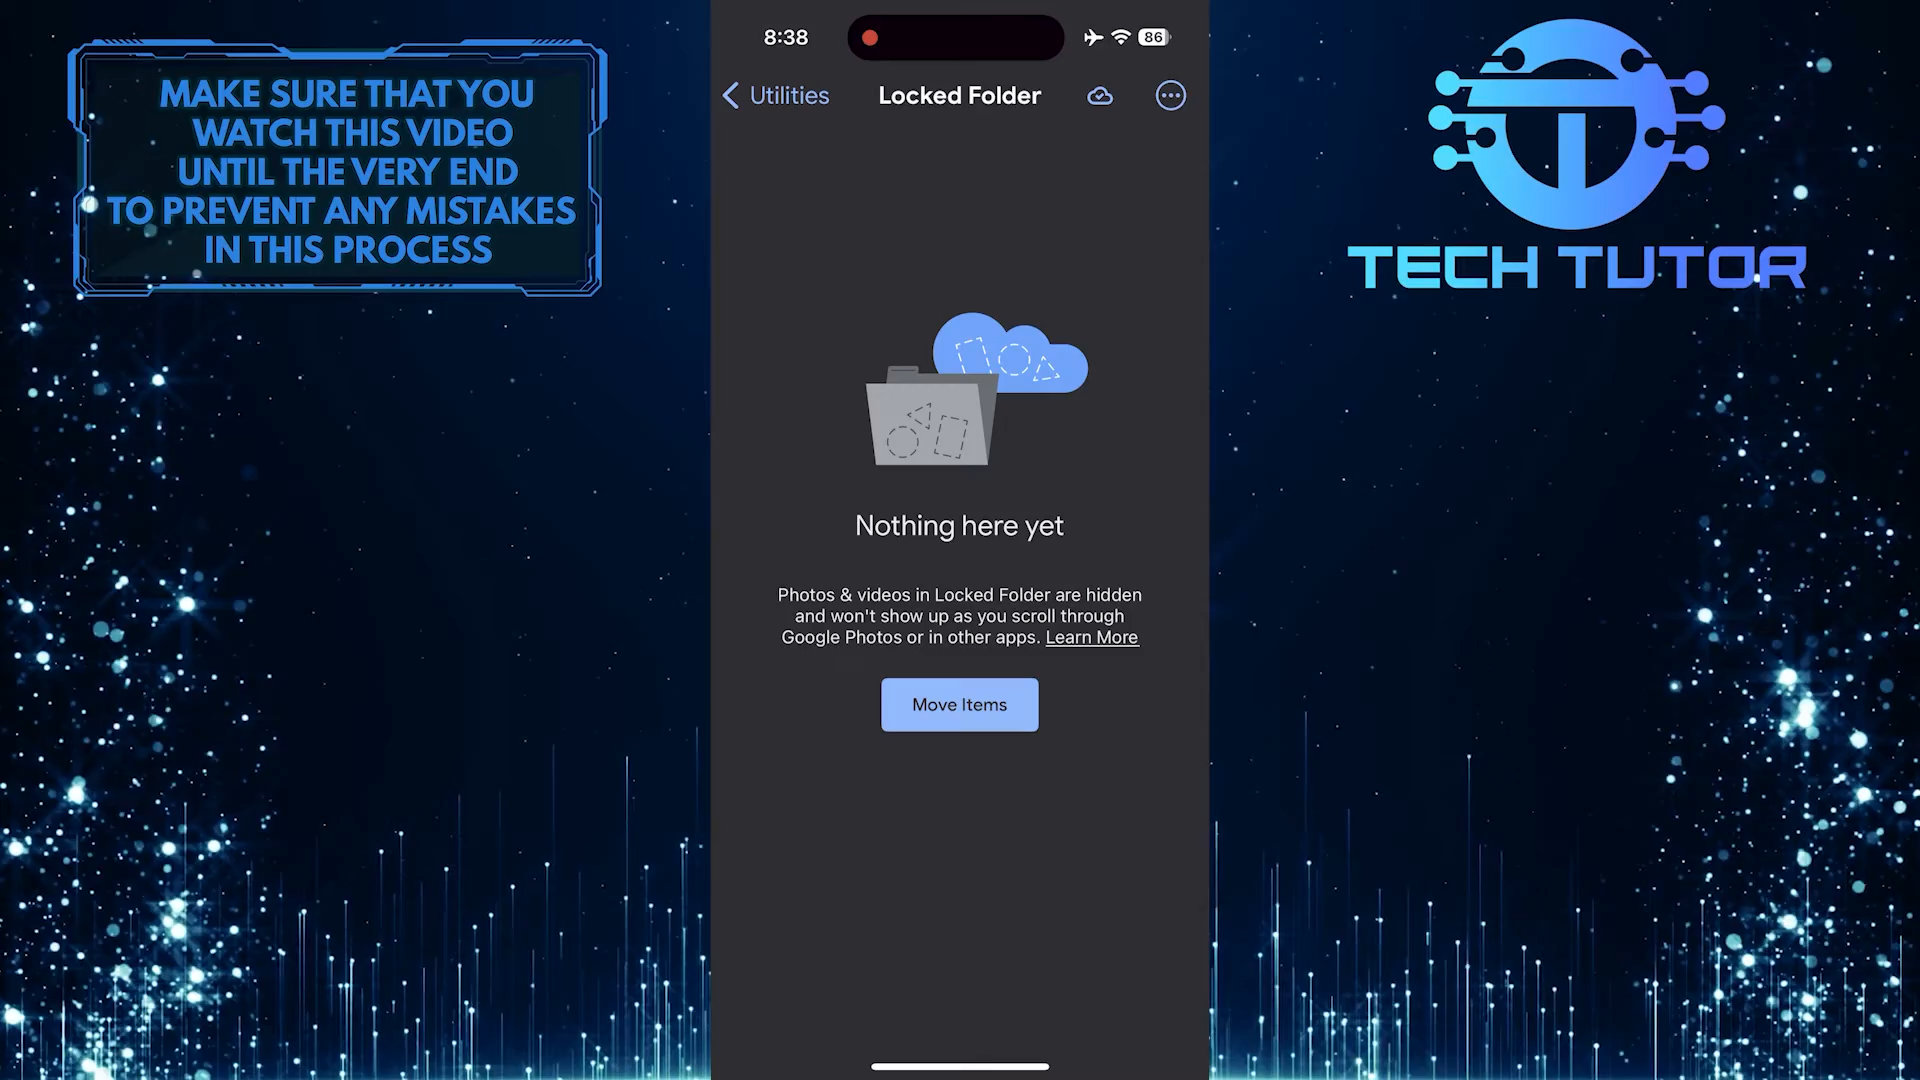 MAKE SURE THAT YOU
WATCH THIS VIDEO
UNTIL THE VERY END
TO PREVENT ANY MISTAKES
IN THIS PROCESS
8:38
86
Utilities
Locked Folder
Nothing here yet
Photos & videos in Locked Folder are hidden
and won't show up as you scroll through
Google Photos or in other apps. Learn More
Move Items
TECH TUTOR